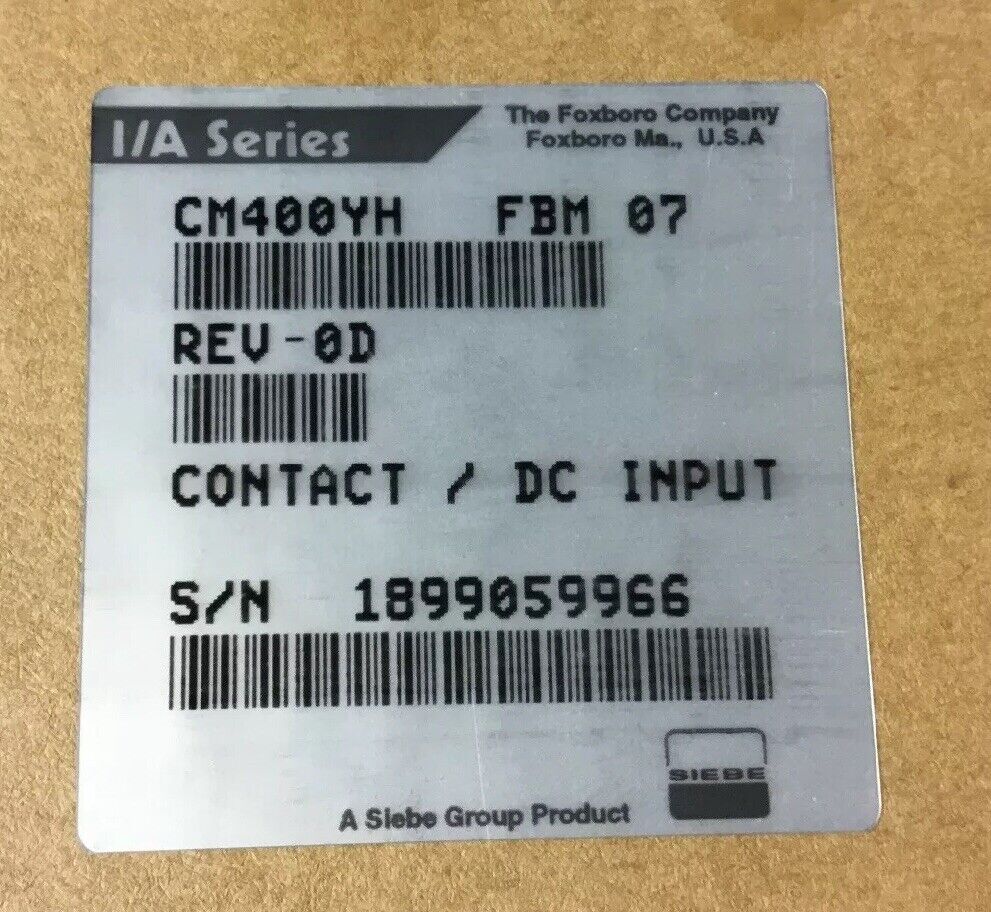 I/A Series
The Foxboro Company
Foxboro Ma., U.S.A
CM400YH FBM 07
REV-0D
CONTACT / DC INPUT
S/N 1899059966
SIEBE
A Siebe Group Product